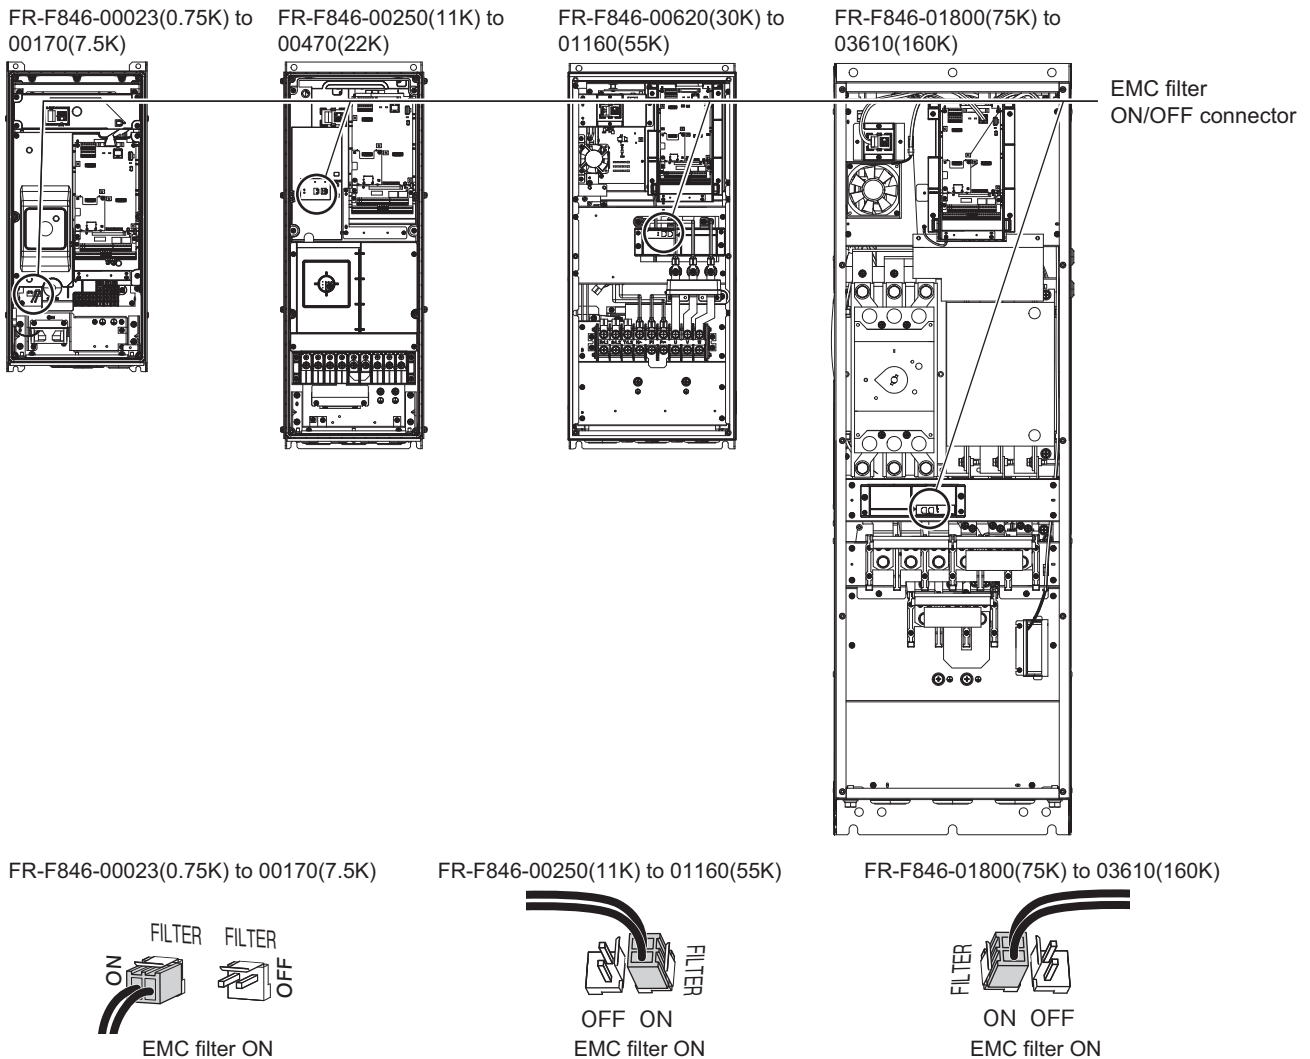 FR-F846-00023(0.75K) to
00170(7.5K)
FR-F846-00250(11K) to
00470(22K)
FR-F846-00620(30K) to
01160(55K)
FR-F846-01800(75K) to
03610(160K)
EMC filter
ON/OFF connector
FR-F846-00023(0.75K) to 00170(7.5K)
FR-F846-00250(11K) to 01160(55K)
FR-F846-01800(75K) to 03610(160K)
FILTER
FILTER
ON
OFF
EMC filter ON
FILTER
OFF ON
EMC filter ON
FILTER
ON OFF
EMC filter ON